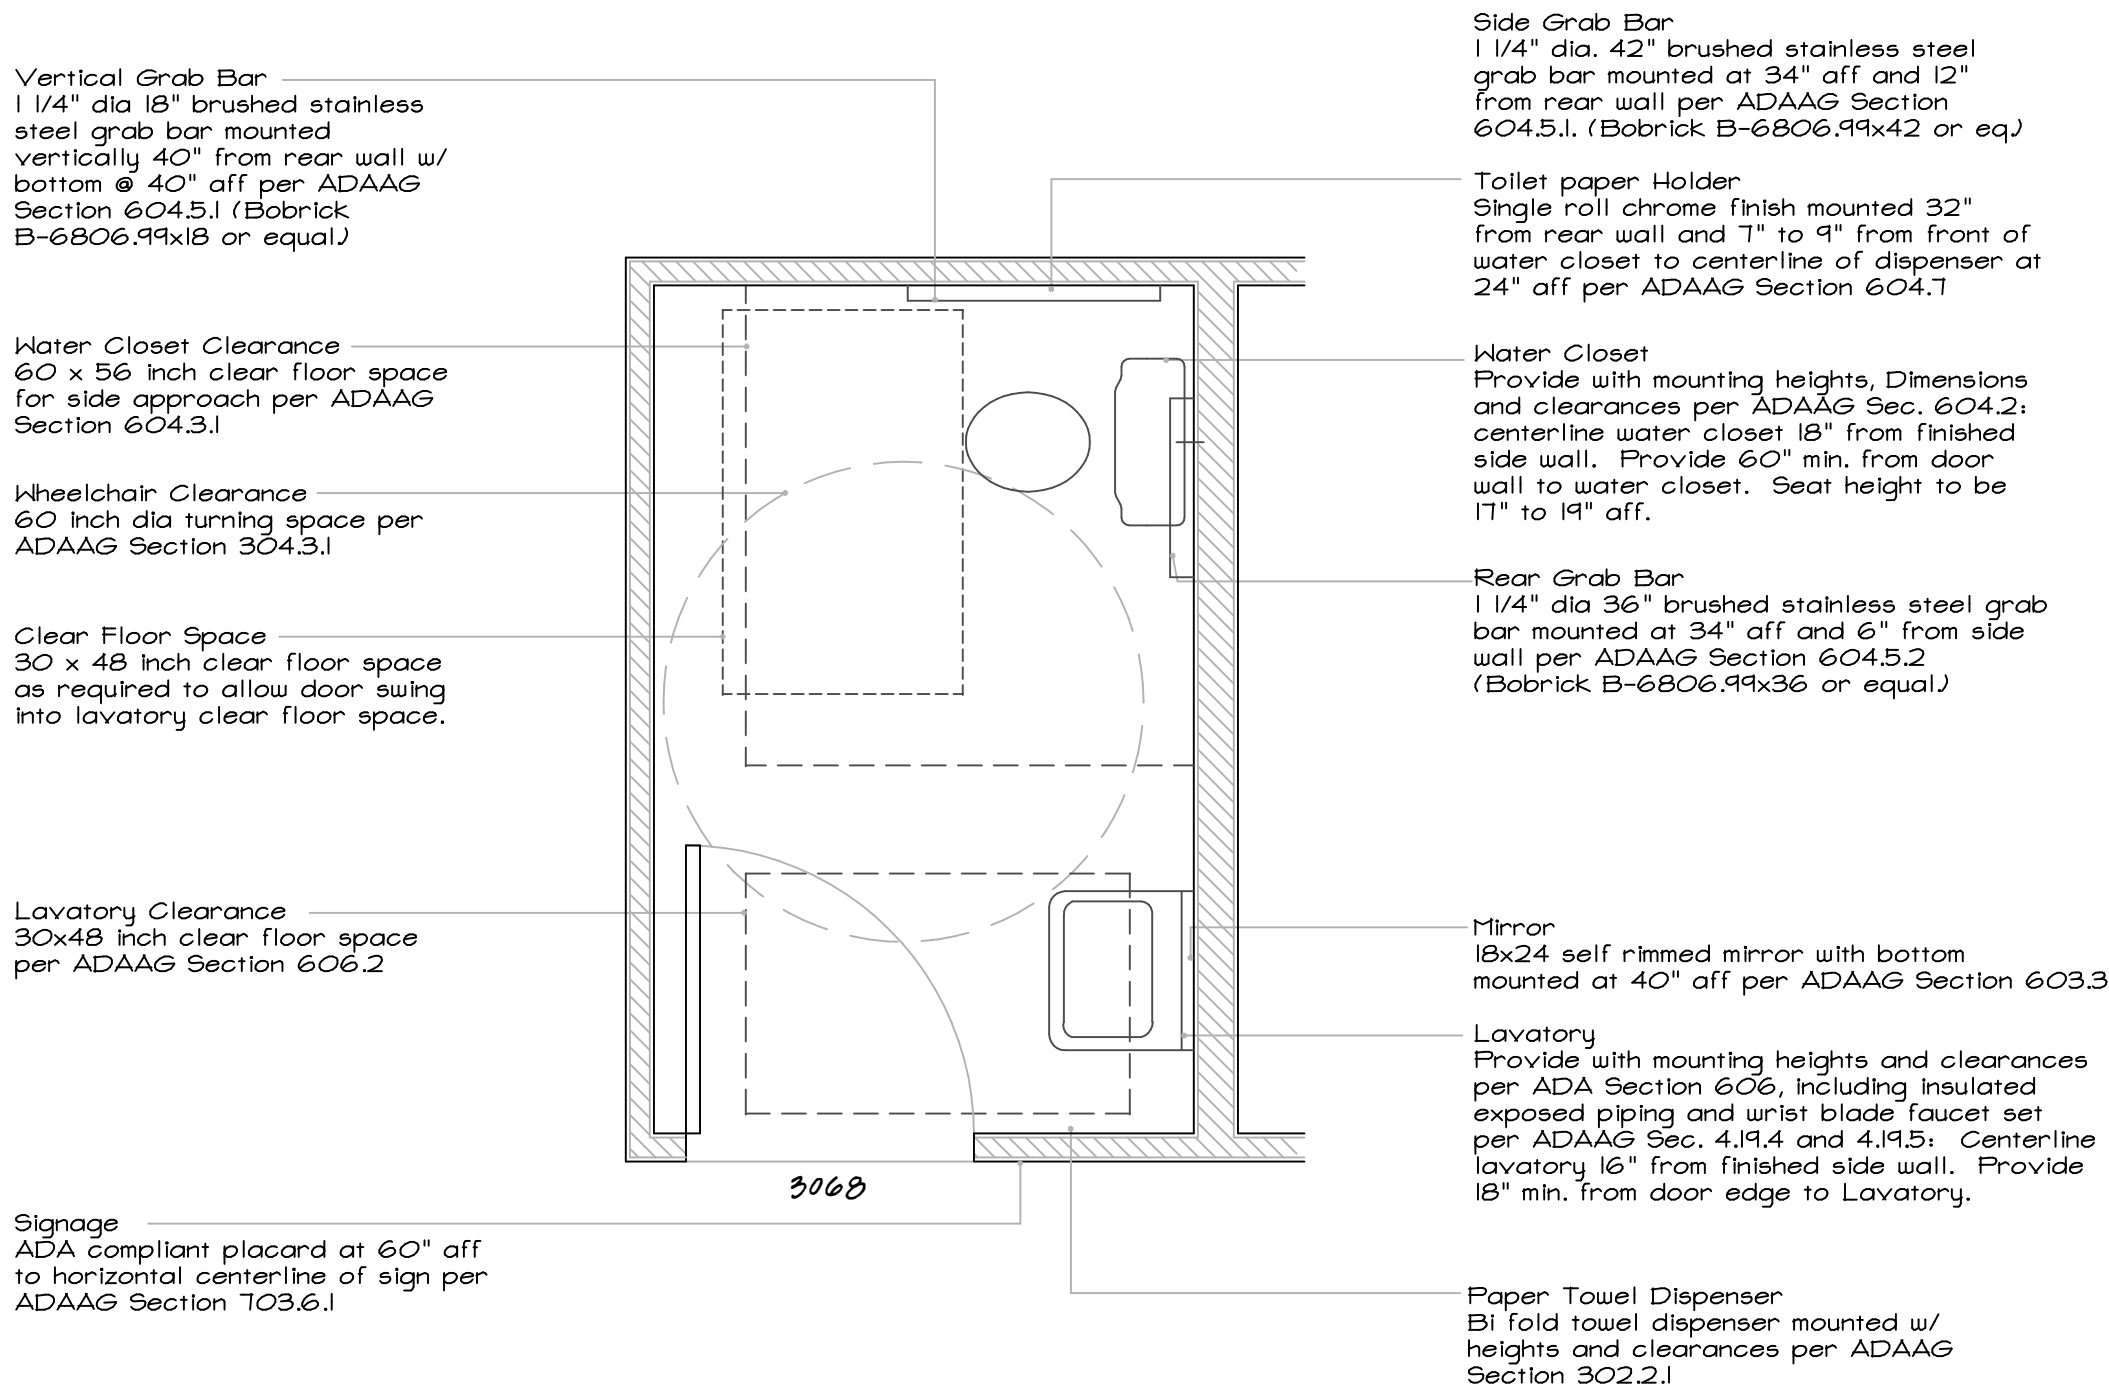 Vertical Grab Bar
1 1/4" dia 18" brushed stainless
steel grab bar mounted
vertically 40" from rear wall w/
bottom @ 40" aff per ADAAG
Section 604.5.1 (Bobrick
B-6806.99x18 or equal.)
Water Closet Clearance
60 x 56 inch clear floor space
for side approach per ADAAG
Section 604.3.1
Wheelchair Clearance
60 inch dia turning space per
ADAAG Section 304.3.1
Clear Floor Space
30 x 48 inch clear floor space
as required to allow door swing
into lavatory clear floor space.
Lavatory Clearance
30x48 inch clear floor space
per ADAAG Section 606.2
Signage
ADA compliant placard at 60" aff
to horizontal centerline of sign per
ADAAG Section 703.6.1
3068
Side Grab Bar
1 1/4" dia. 42" brushed stainless steel
grab bar mounted at 34" aff and 12"
from rear wall per ADAAG Section
604.5.1. (Bobrick B-6806.99x42 or eq.)
Toilet paper Holder
Single roll chrome finish mounted 32"
from rear wall and 7" to 9" from front of
water closet to centerline of dispenser at
24" aff per ADAAG Section 604.7
Water Closet
Provide with mounting heights, Dimensions
and clearances per ADAAG Sec. 604.2:
centerline water closet 18" from finished
side wall. Provide 60" min. from door
wall to water closet. Seat height to be
17" to 19" aff.
Rear Grab Bar
1 1/4" dia 36" brushed stainless steel grab
bar mounted at 34" aff and 6" from side
wall per ADAAG Section 604.5.2
(Bobrick B-6806.99x36 or equal.)
Mirror
18x24 self rimmed mirror with bottom
mounted at 40" aff per ADAAG Section 603.3
Lavatory
Provide with mounting heights and clearances
per ADA Section 606, including insulated
exposed piping and wrist blade faucet set
per ADAAG Sec. 4.19.4 and 4.19.5: Centerline
lavatory 16" from finished side wall. Provide
18" min. from door edge to Lavatory.
Paper Towel Dispenser
Bi fold towel dispenser mounted w/
heights and clearances per ADAAG
Section 302.2.1